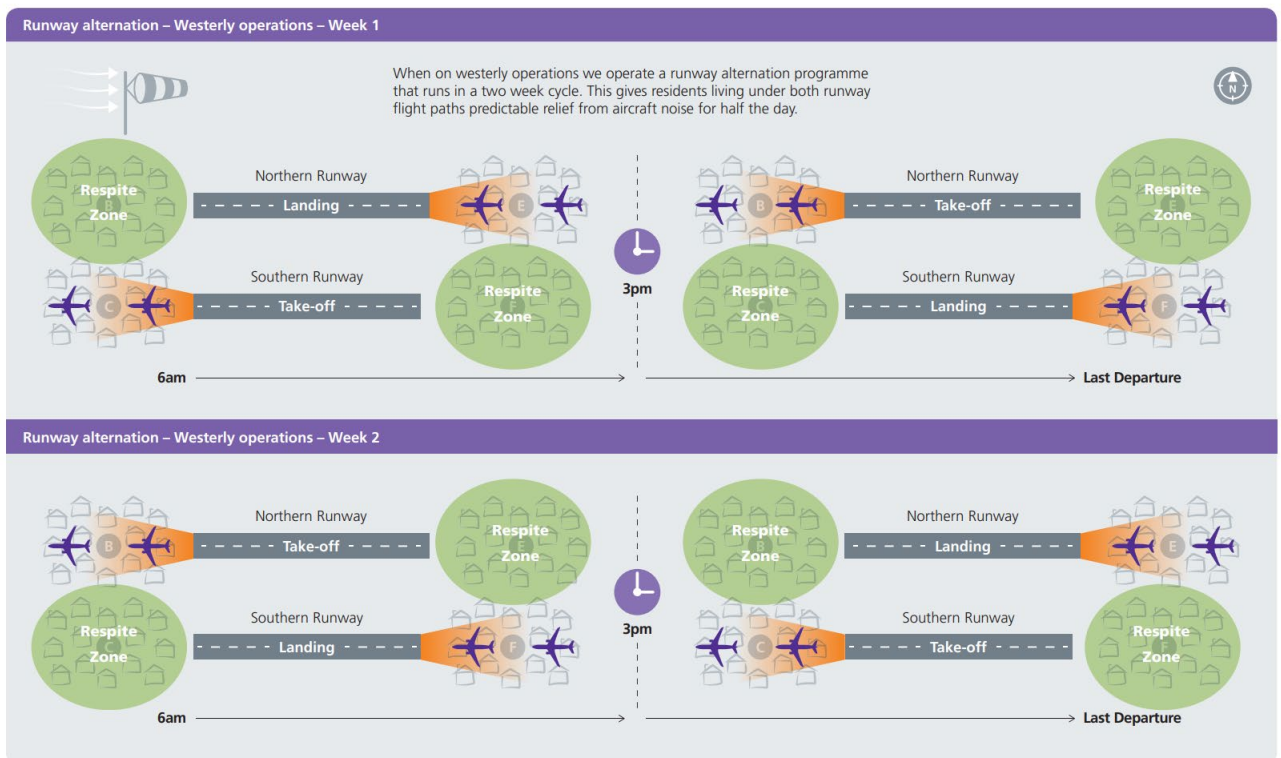 Runway alternation – Westerly operations – Week 1
When on westerly operations we operate a runway alternation programme
that runs in a two week cycle. This gives residents living under both runway
flight paths predictable relief from aircraft noise for half the day.
N
Respite
B
Zone
Northern Runway
Landing
E
Southern Runway
C
Take-off
Respite
E
Zone
3pm
B
Northern Runway
Take-off
Respite
E
Zone
Respite
C
Zone
Southern Runway
Landing
F
6am
Last Departure
Runway alternation – Westerly operations – Week 2
B
Northern Runway
Take-off
Respite
E
Zone
Respite
C
Zone
Southern Runway
Landing
F
3pm
Respite
B
Zone
Northern Runway
Landing
E
C
Southern Runway
Take-off
Respite
F
Zone
6am
Last Departure